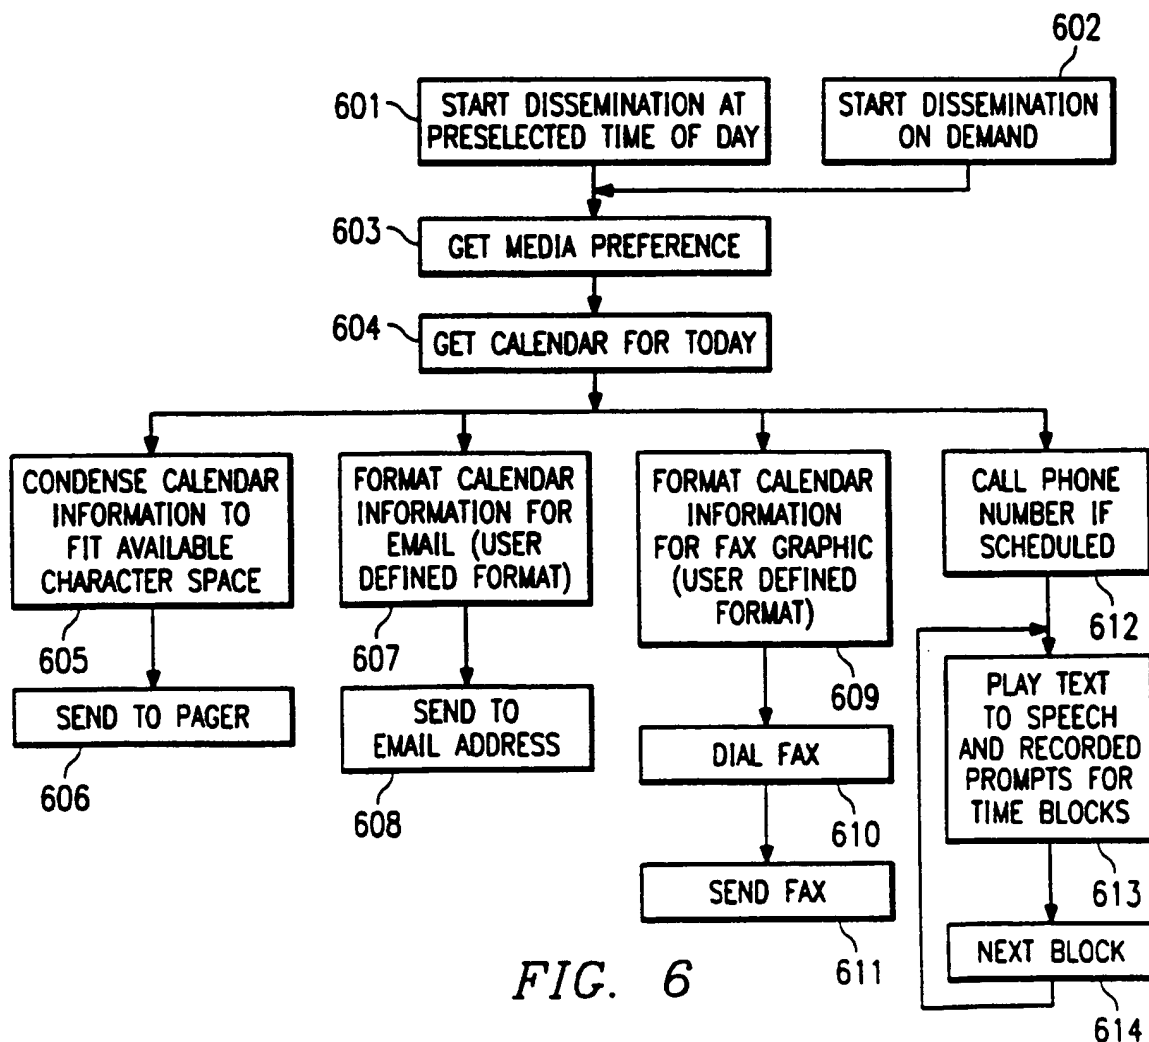 602
601
START DISSEMINATION AT
PRESELECTED TIME OF DAY
START DISSEMINATION
ON DEMAND
603
GET MEDIA PREFERENCE
604
GET CALENDAR FOR TODAY
CONDENSE CALENDAR
INFORMATION TO
FIT AVAILABLE
CHARACTER SPACE
605
SEND TO PAGER
606
FORMAT CALENDAR
INFORMATION FOR
EMAIL (USER
DEFINED FORMAT)
607
SEND TO
EMAIL ADDRESS
608
FORMAT CALENDAR
INFORMATION
FOR FAX GRAPHIC
(USER DEFINED
FORMAT)
609
DIAL FAX
610
SEND FAX
611
CALL PHONE
NUMBER IF
SCHEDULED
612
PLAY TEXT
TO SPEECH
AND RECORDED
PROMPTS FOR
TIME BLOCKS
613
NEXT BLOCK
614
FIG. 6